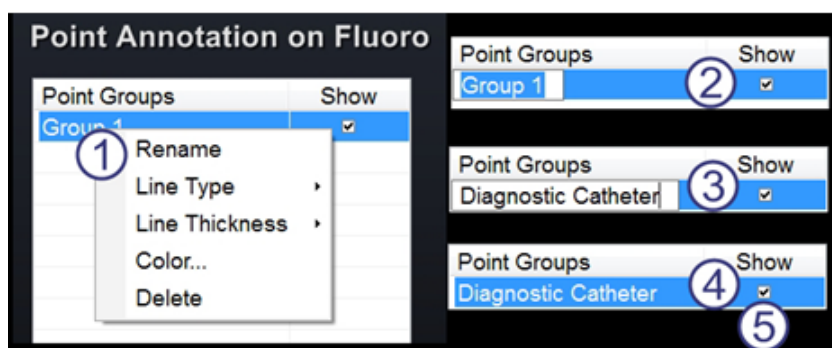 Point Annotation on Fluoro
Point Groups Show
Group 1
1
Rename
Line Type
Line Thickness
Color...
Delete
Point Groups Show
Group 1
2
Point Groups Show
Diagnostic Catheter
3
Point Groups Show
Diagnostic Catheter
4
5